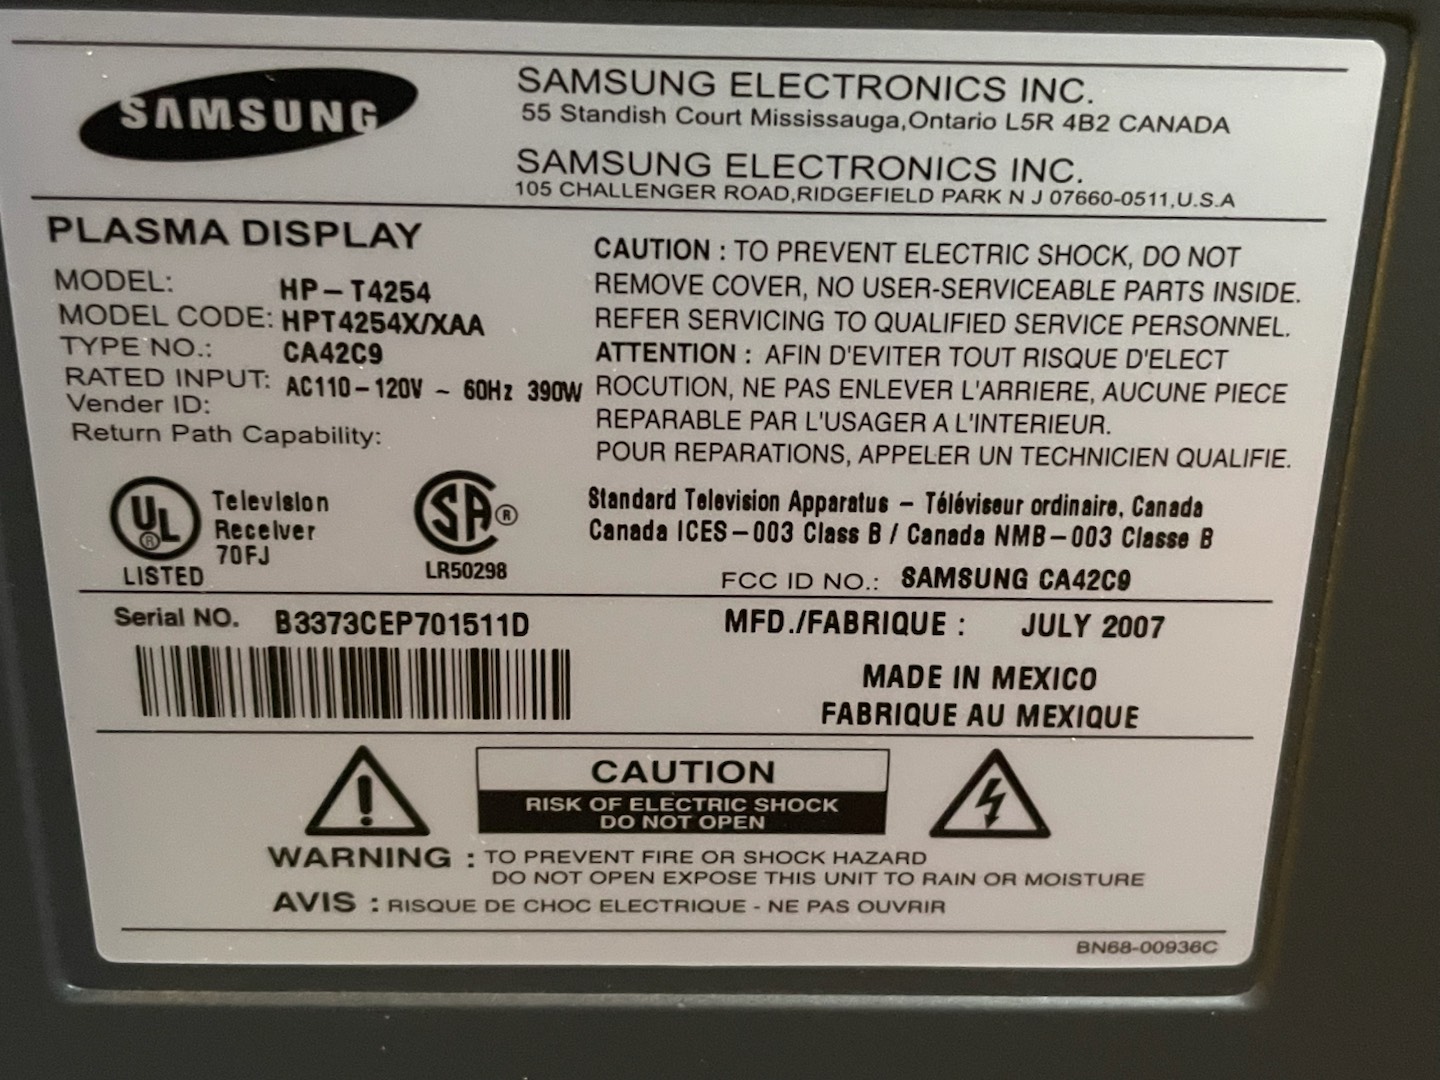 SAMSUNG
SAMSUNG ELECTRONICS INC.
55 Standish Court Mississauga,Ontario L5R 4B2 CANADA
SAMSUNG ELECTRONICS INC.
105 CHALLENGER ROAD,RIDGEFIELD PARK N J 07660-0511,U.S.A
PLASMA DISPLAY
MODEL: HP-T4254
MODEL CODE: HPT4254X/XAA
TYPE NO.: CA42C9
RATED INPUT: AC110-120V ~ 60Hz 390W
Vender ID:
Return Path Capability:
CAUTION : TO PREVENT ELECTRIC SHOCK, DO NOT
REMOVE COVER, NO USER-SERVICEABLE PARTS INSIDE.
REFER SERVICING TO QUALIFIED SERVICE PERSONNEL.
ATTENTION : AFIN D'EVITER TOUT RISQUE D'ELECT
ROCUTION, NE PAS ENLEVER L'ARRIERE, AUCUNE PIECE
REPARABLE PAR L'USAGER A L'INTERIEUR.
POUR REPARATIONS, APPELER UN TECHNICIEN QUALIFIE.
UL ®
LISTED
Television
Receiver
70FJ
SA ®
LR50298
Standard Television Apparatus – Téléviseur ordinaire, Canada
Canada ICES-003 Class B / Canada NMB-003 Classe B
FCC ID NO.: SAMSUNG CA42C9
Serial NO. B3373CEP701511D
MFD./FABRIQUE : JULY 2007
MADE IN MEXICO
FABRIQUE AU MEXIQUE
CAUTION
RISK OF ELECTRIC SHOCK
DO NOT OPEN
WARNING : TO PREVENT FIRE OR SHOCK HAZARD
DO NOT OPEN EXPOSE THIS UNIT TO RAIN OR MOISTURE
AVIS : RISQUE DE CHOC ELECTRIQUE - NE PAS OUVRIR
BN68-00936C